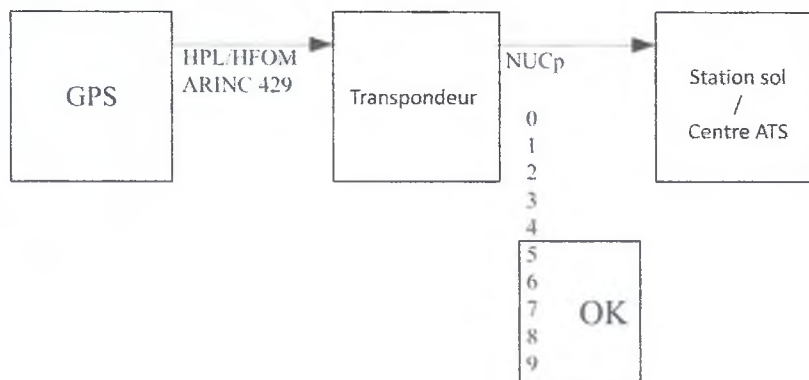 GPS
HPL/HFOM
ARINC 429
Transpondeur
NUCp
Station sol
/
Centre ATS
0
1
2
3
4
5
6
7
8
9
OK